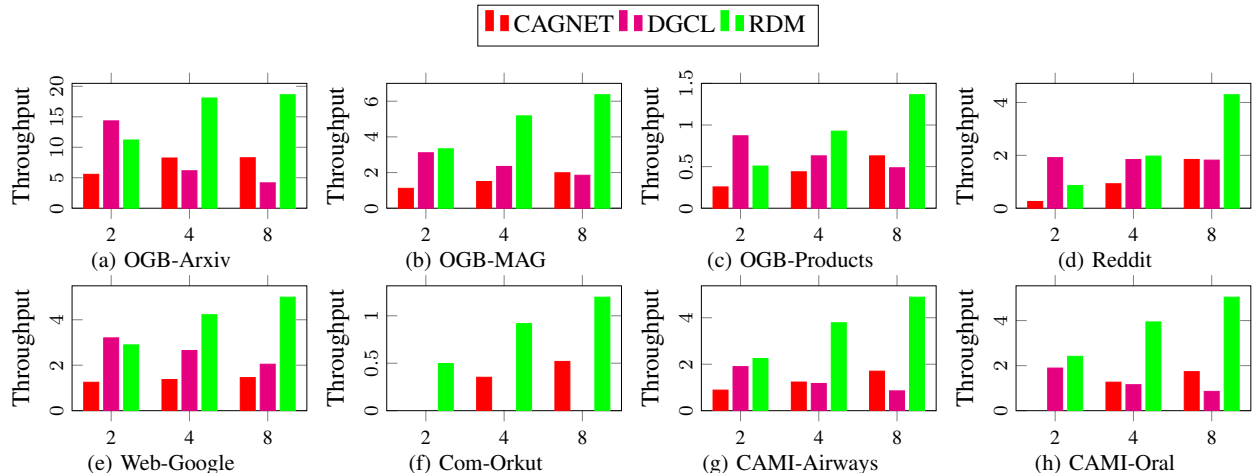 CAGNET DGCL RDM
Throughput
0 5 10 15 20
2 4 8
(a) OGB-Arxiv
Throughput
0 2 4 6
2 4 8
(b) OGB-MAG
Throughput
0 0.5 1 1.5
2 4 8
(c) OGB-Products
Throughput
0 2 4
2 4 8
(d) Reddit
Throughput
0 2 4
2 4 8
(e) Web-Google
Throughput
0 0.5 1
2 4 8
(f) Com-Orkut
Throughput
0 2 4
2 4 8
(g) CAMI-Airways
Throughput
0 2 4
2 4 8
(h) CAMI-Oral